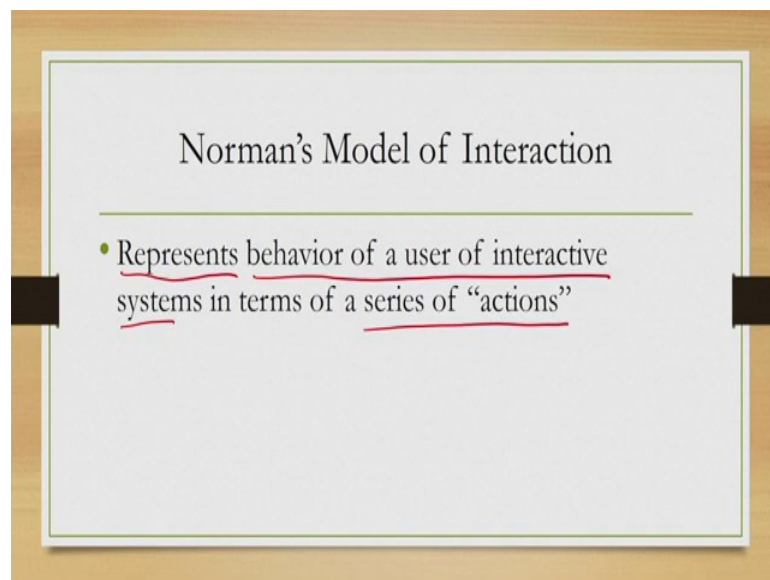 Norman's Model of Interaction
• Represents behavior of a user of interactive
systems in terms of a series of "actions"